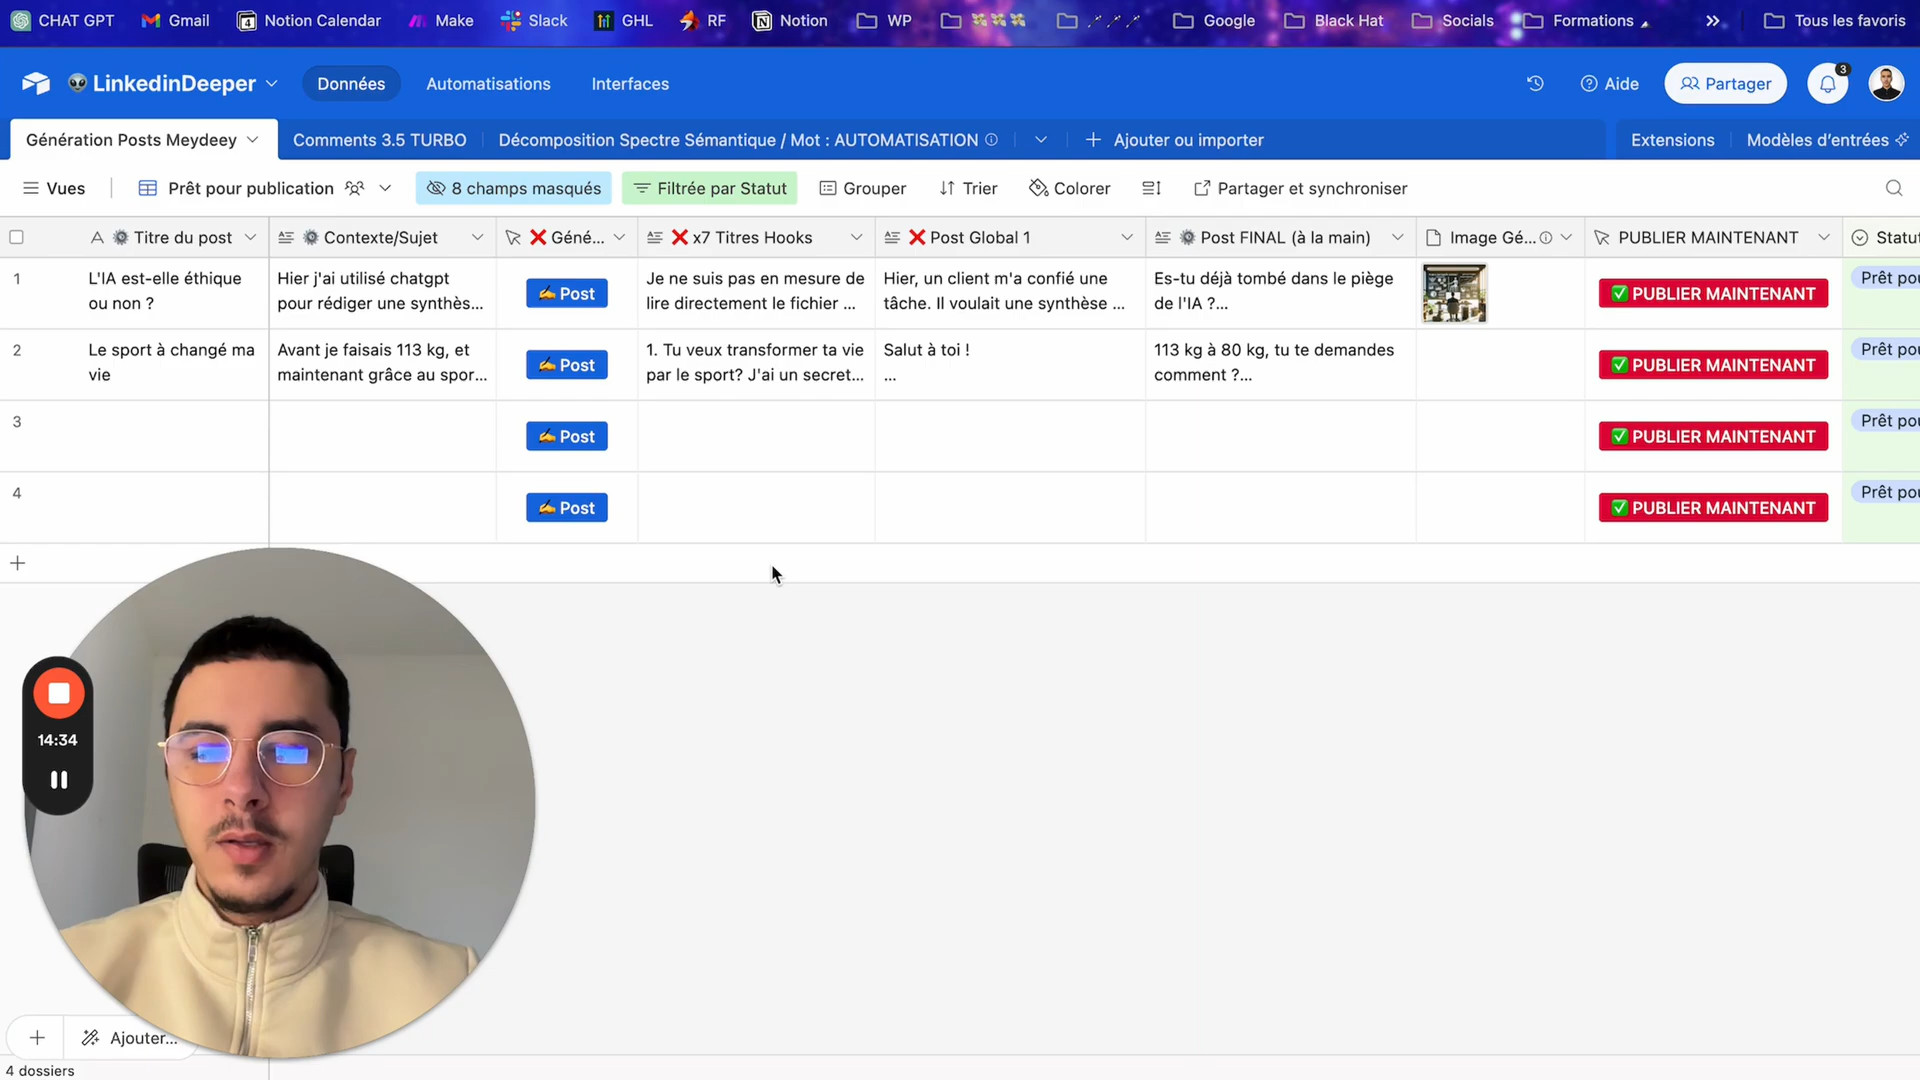 CHAT GPT Gmail Notion Calendar Make Slack GHL RF Notion WP Google Black Hat Socials Formations Tous les favoris
LinkedinDeeper Données Automatisations Interfaces Aide Partager 3
Génération Posts Meydeey Comments 3.5 TURBO Décomposition Spectre Sémantique / Mot : AUTOMATISATION Ajouter ou importer Extensions Modèles d'entrées
Vues Prêt pour publication 8 champs masqués Filtrée par Statut Grouper Trier Colorer Partager et synchroniser
Titre du post Contexte/Sujet ❌ Géné... ❌ x7 Titres Hooks ❌ Post Global 1 Post FINAL (à la main) Image Gé... PUBLIER MAINTENANT Statu
1 L'IA est-elle éthique ou non ? Hier j'ai utilisé chatgpt pour rédiger une synthès... ✍️ Post Je ne suis pas en mesure de lire directement le fichier ... Hier, un client m'a confié une tâche. Il voulait une synthèse ... Es-tu déjà tombé dans le piège de l'IA ?... ✅ PUBLIER MAINTENANT Prêt pou
2 Le sport à changé ma vie Avant je faisais 113 kg, et maintenant grâce au spor... ✍️ Post 1. Tu veux transformer ta vie par le sport? J'ai un secret... Salut à toi ! ... 113 kg à 80 kg, tu te demandes comment ?... ✅ PUBLIER MAINTENANT Prêt pou
3 ✍️ Post ✅ PUBLIER MAINTENANT Prêt pou
4 ✍️ Post ✅ PUBLIER MAINTENANT Prêt pou
14:34
Ajouter...
4 dossiers